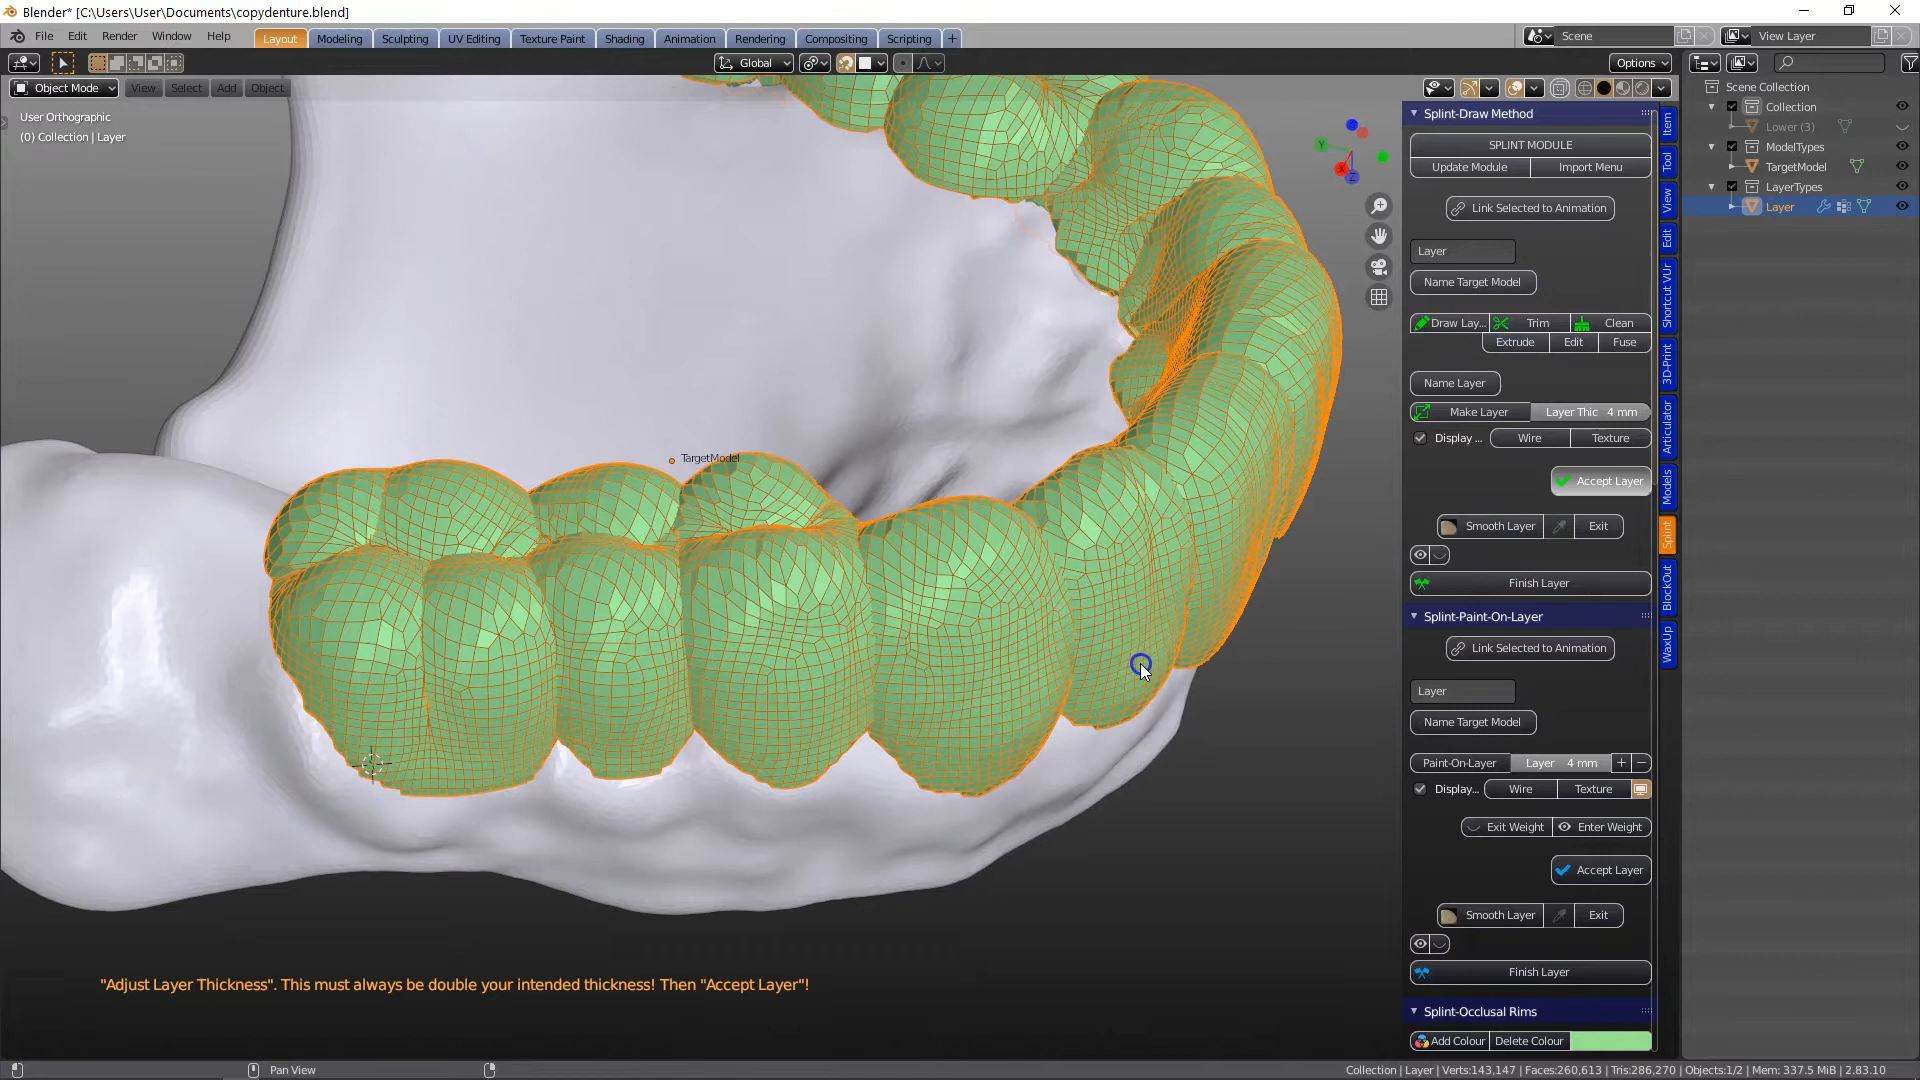 Blender* [C:\Users\User\Documents\copydenture.blend]
File Edit Render Window Help Layout Modeling Sculpting UV Editing Texture Paint Shading Animation Rendering Compositing Scripting + Scene View Layer
Global Options
Object Mode View Select Add Object
User Orthographic
(0) Collection | Layer
TargetModel
"Adjust Layer Thickness". This must always be double your intended thickness! Then "Accept Layer"!
Y
X
Z
Splint-Draw Method
SPLINT MODULE
Update Module Import Menu
Link Selected to Animation
Layer
Name Target Model
Draw Lay... Trim Clean
Extrude Edit Fuse
Name Layer
Make Layer Layer Thic 4 mm
Display ... Wire Texture
Accept Layer
Smooth Layer Exit
Finish Layer
Splint-Paint-On-Layer
Link Selected to Animation
Layer
Name Target Model
Paint-On-Layer Layer 4 mm + −
Display... Wire Texture
Exit Weight Enter Weight
Accept Layer
Smooth Layer Exit
Finish Layer
Splint-Occlusal Rims
Add Colour Delete Colour
Item
Tool
View
Edit
Shortcut VUr
3D-Print
Articulator
Models
Splint
BlockOut
WaxUp
Scene Collection
Collection
Lower (3)
ModelTypes
TargetModel
LayerTypes
Layer
Pan View
Collection | Layer | Verts:143,147 | Faces:260,613 | Tris:286,270 | Objects:1/2 | Mem: 337.5 MiB | 2.83.10